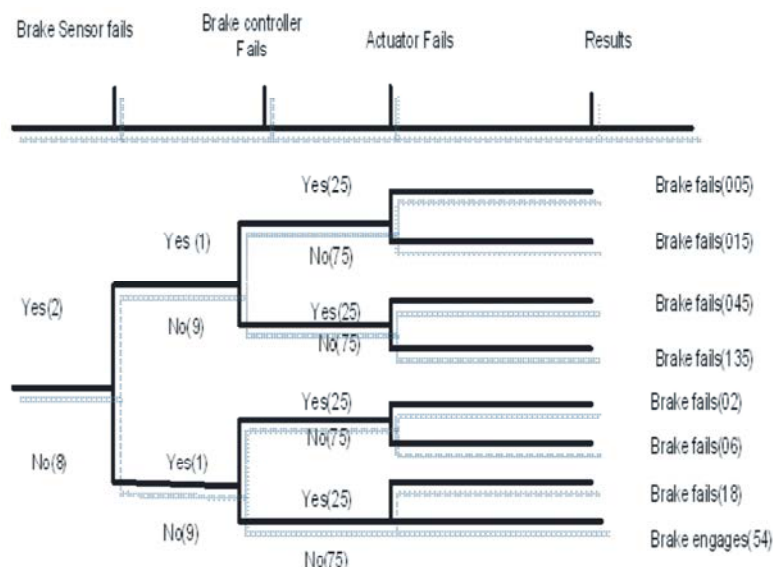 Brake Sensor fails
Brake controller
Fails
Actuator Fails
Results
Yes(25)
Brake fails(005)
Yes (1)
No(75)
Brake fails(015)
Yes(2)
No(9)
Yes(25)
No(75)
Brake fails(045)
Brake fails(135)
Yes(25)
No(75)
Brake fails(02)
Brake fails(06)
No(8)
Yes(1)
Yes(25)
Brake fails(18)
No(9)
No(75)
Brake engages(54)